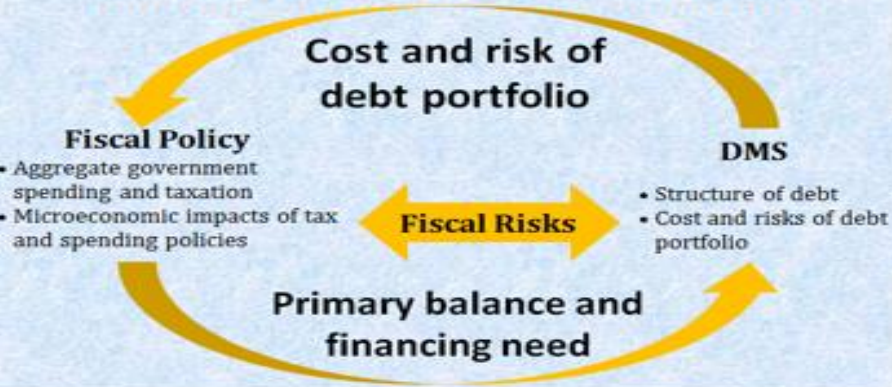 Cost and risk of
debt portfolio
Fiscal Policy
• Aggregate government
spending and taxation
• Microeconomic impacts of tax
and spending policies
Fiscal Risks
DMS
• Structure of debt
• Cost and risks of debt
portfolio
Primary balance and
financing need